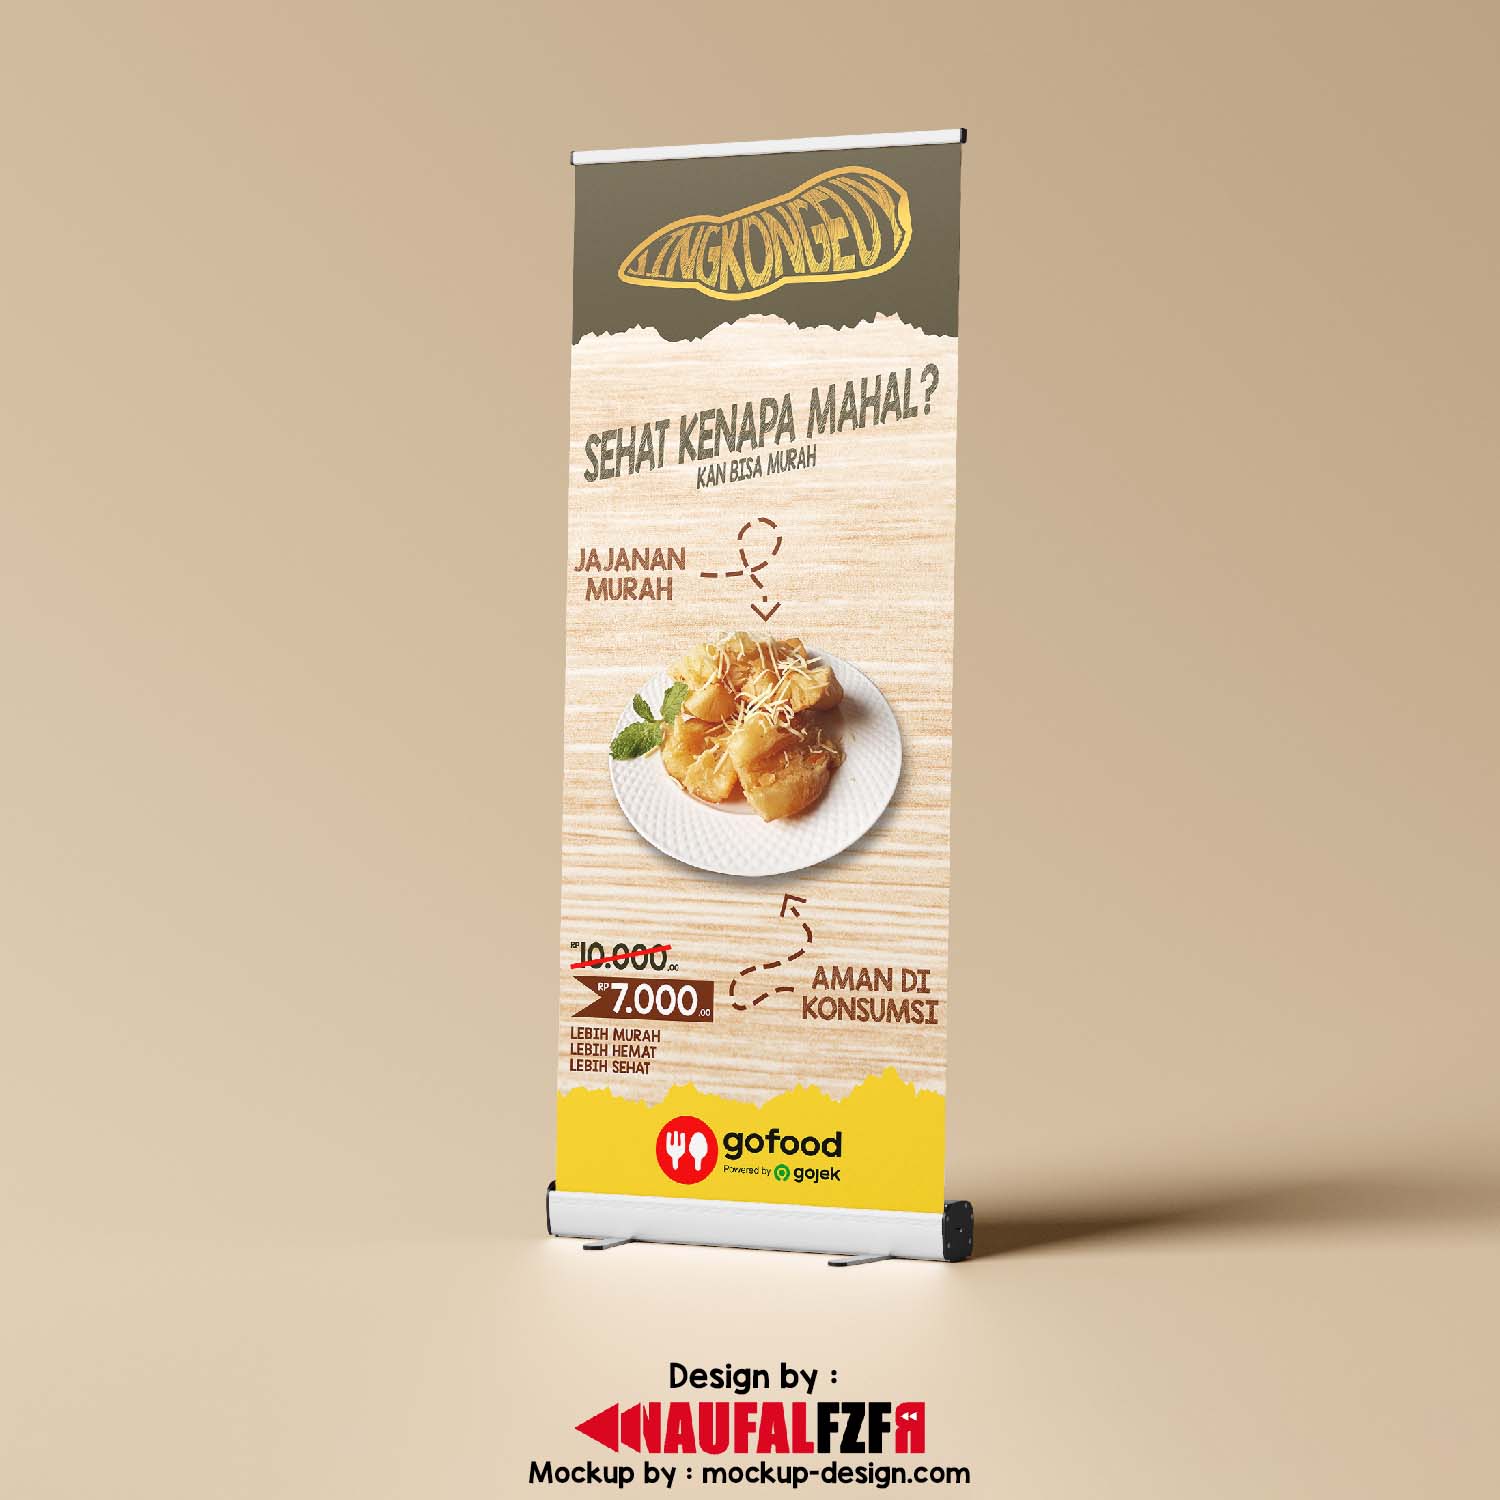 SINGKONGEUY
SEHAT KENAPA MAHAL?
KAN BISA MURAH
JAJANAN
MURAH
RP 10.000,00
RP 7.000,00
LEBIH MURAH
LEBIH HEMAT
LEBIH SEHAT
AMAN DI
KONSUMSI
gofood
Powered by gojek
Design by :
NAUFALFZFR
Mockup by : mockup-design.com